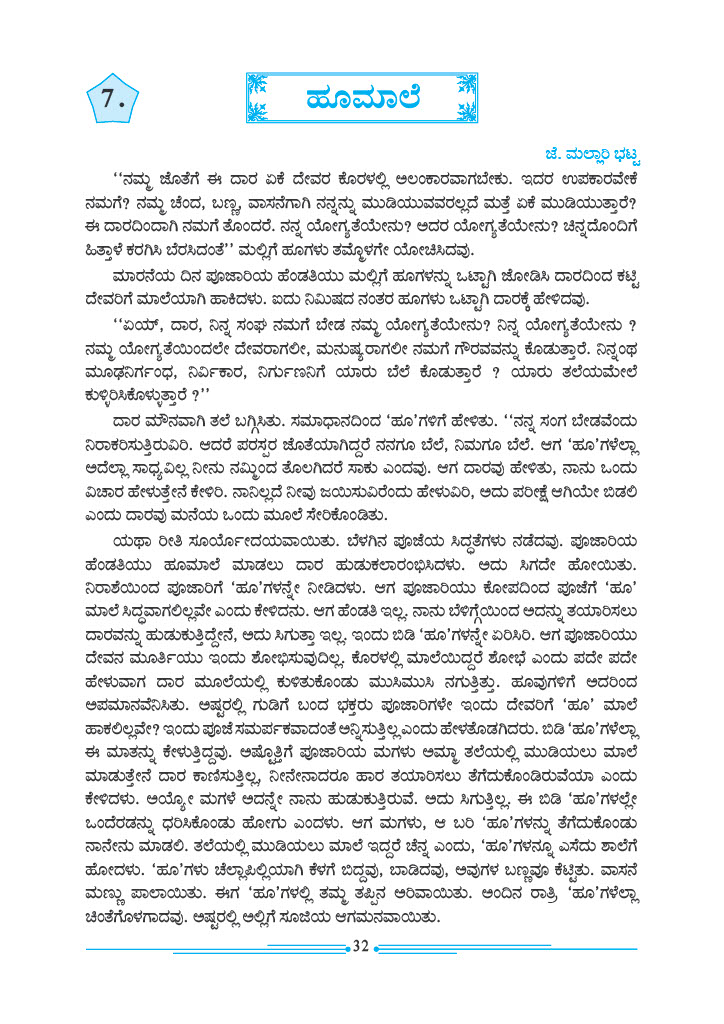 7.
ಹೂಮಾಲೆ
ಜೆ. ಮಲ್ಲಾರಿ ಭಟ್ಟ
‘‘ನಮ್ಮ ಜೊತೆಗೆ ಈ ದಾರ ಏಕೆ ದೇವರ ಕೊರಳಲ್ಲಿ ಅಲಂಕಾರವಾಗಬೇಕು. ಇದರ ಉಪಕಾರವೇಕೆ
ನಮಗೆ? ನಮ್ಮ ಚೆಂದ, ಬಣ್ಣ, ವಾಸನೆಗಾಗಿ ನನ್ನನ್ನು ಮುಡಿಯುವವರಲ್ಲದೆ ಮತ್ತೆ ಏಕೆ ಮುಡಿಯುತ್ತಾರೆ?
ಈ ದಾರದಿಂದಾಗಿ ನಮಗೆ ತೊಂದರೆ. ನನ್ನ ಯೋಗ್ಯತೆಯೇನು? ಅದರ ಯೋಗ್ಯತೆಯೇನು? ಚಿನ್ನದೊಂದಿಗೆ
ಹಿತ್ತಾಳೆ ಕರಗಿಸಿ ಬೆರಸಿದಂತೆ’’ ಮಲ್ಲಿಗೆ ಹೂಗಳು ತಮ್ಮೊಳಗೇ ಯೋಚಿಸಿದವು.
ಮಾರನೆಯ ದಿನ ಪೂಜಾರಿಯ ಹೆಂಡತಿಯು ಮಲ್ಲಿಗೆ ಹೂಗಳನ್ನು ಒಟ್ಟಾಗಿ ಜೋಡಿಸಿ ದಾರದಿಂದ ಕಟ್ಟಿ
ದೇವರಿಗೆ ಮಾಲೆಯಾಗಿ ಹಾಕಿದಳು. ಐದು ನಿಮಿಷದ ನಂತರ ಹೂಗಳು ಒಟ್ಟಾಗಿ ದಾರಕ್ಕೆ ಹೇಳಿದವು.
‘‘ಏಯ್, ದಾರ, ನಿನ್ನ ಸಂಘ ನಮಗೆ ಬೇಡ ನಮ್ಮ ಯೋಗ್ಯತೆಯೇನು? ನಿನ್ನ ಯೋಗ್ಯತೆಯೇನು ?
ನಮ್ಮ ಯೋಗ್ಯತೆಯಿಂದಲೇ ದೇವರಾಗಲೀ, ಮನುಷ್ಯರಾಗಲೀ ನಮಗೆ ಗೌರವವನ್ನು ಕೊಡುತ್ತಾರೆ. ನಿನ್ನಂಥ
ಮೂಢನಿರ್ಗಂಧ, ನಿರ್ವಿಕಾರ, ನಿರ್ಗುಣನಿಗೆ ಯಾರು ಬೆಲೆ ಕೊಡುತ್ತಾರೆ ? ಯಾರು ತಲೆಯಮೇಲೆ
ಕುಳ್ಳಿರಿಸಿಕೊಳ್ಳುತ್ತಾರೆ ?’’
ದಾರ ಮೌನವಾಗಿ ತಲೆ ಬಗ್ಗಿಸಿತು. ಸಮಾಧಾನದಿಂದ ‘ಹೂ’ಗಳಿಗೆ ಹೇಳಿತು. ‘‘ನನ್ನ ಸಂಗ ಬೇಡವೆಂದು
ನಿರಾಕರಿಸುತ್ತಿರುವಿರಿ. ಆದರೆ ಪರಸ್ಪರ ಜೊತೆಯಾಗಿದ್ದರೆ ನನಗೂ ಬೆಲೆ, ನಿಮಗೂ ಬೆಲೆ. ಆಗ ‘ಹೂ’ಗಳೆಲ್ಲಾ
ಅದೆಲ್ಲಾ ಸಾಧ್ಯವಿಲ್ಲ ನೀನು ನಮ್ಮಿಂದ ತೊಲಗಿದರೆ ಸಾಕು ಎಂದವು. ಆಗ ದಾರವು ಹೇಳಿತು, ನಾನು ಒಂದು
ವಿಚಾರ ಹೇಳುತ್ತೇನೆ ಕೇಳಿರಿ. ನಾನಿಲ್ಲದೆ ನೀವು ಜಯಿಸುವಿರೆಂದು ಹೇಳುವಿರಿ, ಅದು ಪರೀಕ್ಷೆ ಆಗಿಯೇ ಬಿಡಲಿ
ಎಂದು ದಾರವು ಮನೆಯ ಒಂದು ಮೂಲೆ ಸೇರಿಕೊಂಡಿತು.
ಯಥಾ ರೀತಿ ಸೂರ್ಯೋದಯವಾಯಿತು. ಬೆಳಗಿನ ಪೂಜೆಯ ಸಿದ್ಧತೆಗಳು ನಡೆದವು. ಪೂಜಾರಿಯ
ಹೆಂಡತಿಯು ಹೂಮಾಲೆ ಮಾಡಲು ದಾರ ಹುಡುಕಲಾರಂಭಿಸಿದಳು. ಅದು ಸಿಗದೇ ಹೋಯಿತು.
ನಿರಾಶೆಯಿಂದ ಪೂಜಾರಿಗೆ ‘ಹೂ’ಗಳನ್ನೇ ನೀಡಿದಳು. ಆಗ ಪೂಜಾರಿಯು ಕೋಪದಿಂದ ಪೂಜೆಗೆ ‘ಹೂ’
ಮಾಲೆ ಸಿದ್ಧವಾಗಲಿಲ್ಲವೇ ಎಂದು ಕೇಳಿದನು. ಆಗ ಹೆಂಡತಿ ಇಲ್ಲ. ನಾನು ಬೆಳಿಗ್ಗೆಯಿಂದ ಅದನ್ನು ತಯಾರಿಸಲು
ದಾರವನ್ನು ಹುಡುಕುತ್ತಿದ್ದೇನೆ, ಅದು ಸಿಗುತ್ತಾ ಇಲ್ಲ. ಇಂದು ಬಿಡಿ ‘ಹೂ’ಗಳನ್ನೇ ಏರಿಸಿರಿ. ಆಗ ಪೂಜಾರಿಯು
ದೇವನ ಮೂರ್ತಿಯು ಇಂದು ಶೋಭಿಸುವುದಿಲ್ಲ. ಕೊರಳಲ್ಲಿ ಮಾಲೆಯಿದ್ದರೆ ಶೋಭೆ ಎಂದು ಪದೇ ಪದೇ
ಹೇಳುವಾಗ ದಾರ ಮೂಲೆಯಲ್ಲಿ ಕುಳಿತುಕೊಂಡು ಮುಸಿಮುಸಿ ನಗುತ್ತಿತ್ತು. ಹೂವುಗಳಿಗೆ ಅದರಿಂದ
ಅಪಮಾನವೆನಿಸಿತು. ಅಷ್ಟರಲ್ಲಿ ಗುಡಿಗೆ ಬಂದ ಭಕ್ತರು ಪೂಜಾರಿಗಳೇ ಇಂದು ದೇವರಿಗೆ ‘ಹೂ’ ಮಾಲೆ
ಹಾಕಲಿಲ್ಲವೇ? ಇಂದು ಪೂಜೆ ಸಮರ್ಪಕವಾದಂತೆ ಅನ್ನಿಸುತ್ತಿಲ್ಲ ಎಂದು ಹೇಳತೊಡಗಿದರು. ಬಿಡಿ ‘ಹೂ’ಗಳೆಲ್ಲಾ
ಈ ಮಾತನ್ನು ಕೇಳುತ್ತಿದ್ದವು. ಅಷ್ಟೊತ್ತಿಗೆ ಪೂಜಾರಿಯ ಮಗಳು ಅಮ್ಮಾ ತಲೆಯಲ್ಲಿ ಮುಡಿಯಲು ಮಾಲೆ
ಮಾಡುತ್ತೇನೆ ದಾರ ಕಾಣಿಸುತ್ತಿಲ್ಲ, ನೀನೇನಾದರೂ ಹಾರ ತಯಾರಿಸಲು ತೆಗೆದುಕೊಂಡಿರುವೆಯಾ ಎಂದು
ಕೇಳಿದಳು. ಅಯ್ಯೋ ಮಗಳೆ ಅದನ್ನೇ ನಾನು ಹುಡುಕುತ್ತಿರುವೆ. ಅದು ಸಿಗುತ್ತಿಲ್ಲ. ಈ ಬಿಡಿ ‘ಹೂ’ಗಳಲ್ಲೇ
ಒಂದೆರಡನ್ನು ಧರಿಸಿಕೊಂಡು ಹೋಗು ಎಂದಳು. ಆಗ ಮಗಳು, ಆ ಬರಿ ‘ಹೂ’ಗಳನ್ನು ತೆಗೆದುಕೊಂಡು
ನಾನೇನು ಮಾಡಲಿ. ತಲೆಯಲ್ಲಿ ಮುಡಿಯಲು ಮಾಲೆ ಇದ್ದರೆ ಚೆನ್ನ ಎಂದು, ‘ಹೂ’ಗಳನ್ನೂ ಎಸೆದು ಶಾಲೆಗೆ
ಹೋದಳು. ‘ಹೂ’ಗಳು ಚೆಲ್ಲಾಪಿಲ್ಲಿಯಾಗಿ ಕೆಳಗೆ ಬಿದ್ದವು, ಬಾಡಿದವು, ಅವುಗಳ ಬಣ್ಣವೂ ಕೆಟ್ಟಿತು. ವಾಸನೆ
ಮಣ್ಣು ಪಾಲಾಯಿತು. ಈಗ ‘ಹೂ’ಗಳಲ್ಲಿ ತಮ್ಮ ತಪ್ಪಿನ ಅರಿವಾಯಿತು. ಅಂದಿನ ರಾತ್ರಿ ‘ಹೂ’ಗಳೆಲ್ಲಾ
ಚಿಂತೆಗೊಳಗಾದವು. ಅಷ್ಟರಲ್ಲಿ ಅಲ್ಲಿಗೆ ಸೂಜಿಯ ಆಗಮನವಾಯಿತು.
32